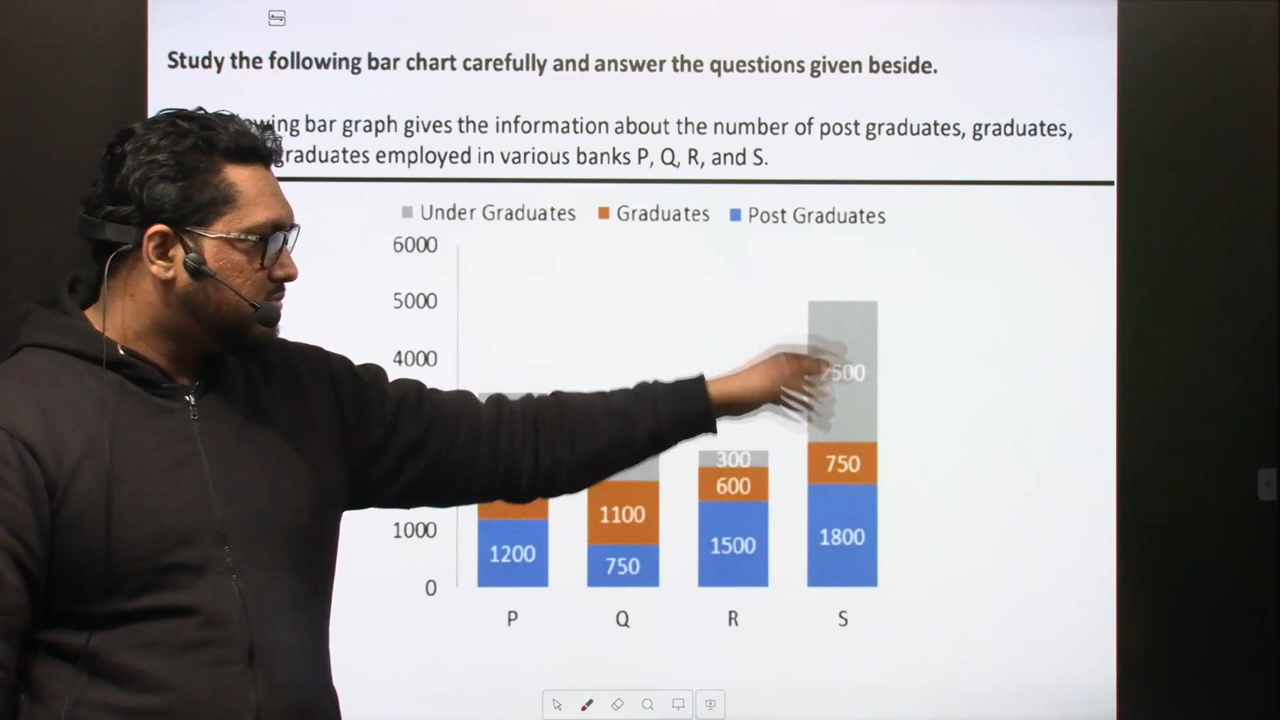 Study the following bar chart carefully and answer the questions given beside.
bar graph gives the information about the number of post graduates, graduates,
employed in various banks P, Q, R, and S.
Under Graduates Graduates Post Graduates
6000
5000
4000
1000
0
300
600
1100
750
1200
750
1500
1800
P Q R S